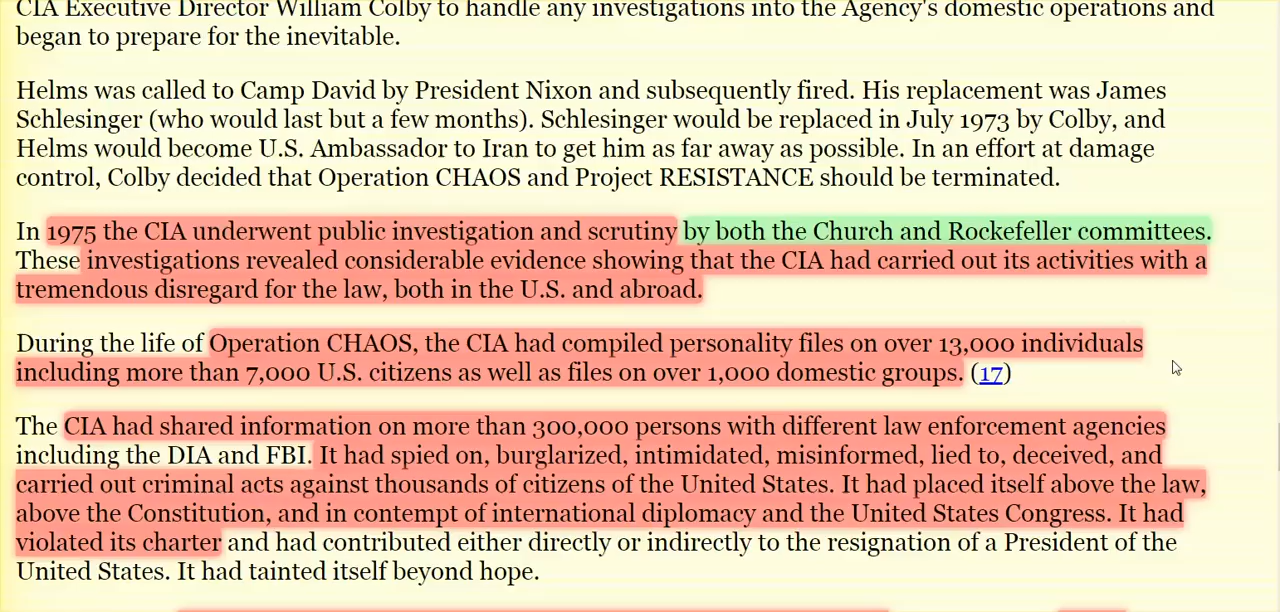 CIA Executive Director William Colby to handle any investigations into the Agency's domestic operations and
began to prepare for the inevitable.
Helms was called to Camp David by President Nixon and subsequently fired. His replacement was James
Schlesinger (who would last but a few months). Schlesinger would be replaced in July 1973 by Colby, and
Helms would become U.S. Ambassador to Iran to get him as far away as possible. In an effort at damage
control, Colby decided that Operation CHAOS and Project RESISTANCE should be terminated.
In 1975 the CIA underwent public investigation and scrutiny by both the Church and Rockefeller committees.
These investigations revealed considerable evidence showing that the CIA had carried out its activities with a
tremendous disregard for the law, both in the U.S. and abroad.
During the life of Operation CHAOS, the CIA had compiled personality files on over 13,000 individuals
including more than 7,000 U.S. citizens as well as files on over 1,000 domestic groups. (17)
The CIA had shared information on more than 300,000 persons with different law enforcement agencies
including the DIA and FBI. It had spied on, burglarized, intimidated, misinformed, lied to, deceived, and
carried out criminal acts against thousands of citizens of the United States. It had placed itself above the law,
above the Constitution, and in contempt of international diplomacy and the United States Congress. It had
violated its charter and had contributed either directly or indirectly to the resignation of a President of the
United States. It had tainted itself beyond hope.